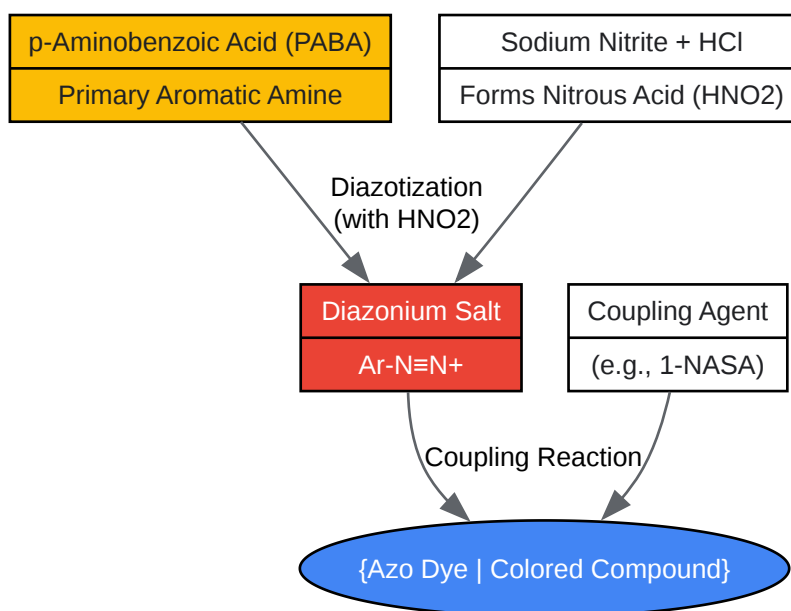 p-Aminobenzoic Acid (PABA)
Primary Aromatic Amine
Sodium Nitrite + HCl
Forms Nitrous Acid (HNO2)
Diazotization
(with HNO2)
Diazonium Salt
Ar-N≡N+
Coupling Agent
(e.g., 1-NASA)
Coupling Reaction
{Azo Dye | Colored Compound}